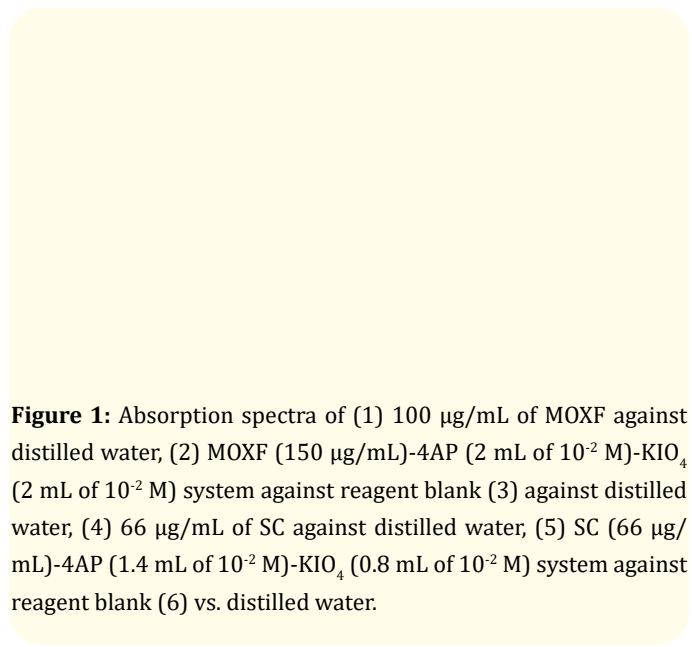 Figure 1: Absorption spectra of (1) 100 μg/mL of MOXF against
distilled water, (2) MOXF (150 μg/mL)-4AP (2 mL of 10⁻² M)-KIO₄
(2 mL of 10⁻² M) system against reagent blank (3) against distilled
water, (4) 66 μg/mL of SC against distilled water, (5) SC (66 μg/
mL)-4AP (1.4 mL of 10⁻² M)-KIO₄ (0.8 mL of 10⁻² M) system against
reagent blank (6) vs. distilled water.